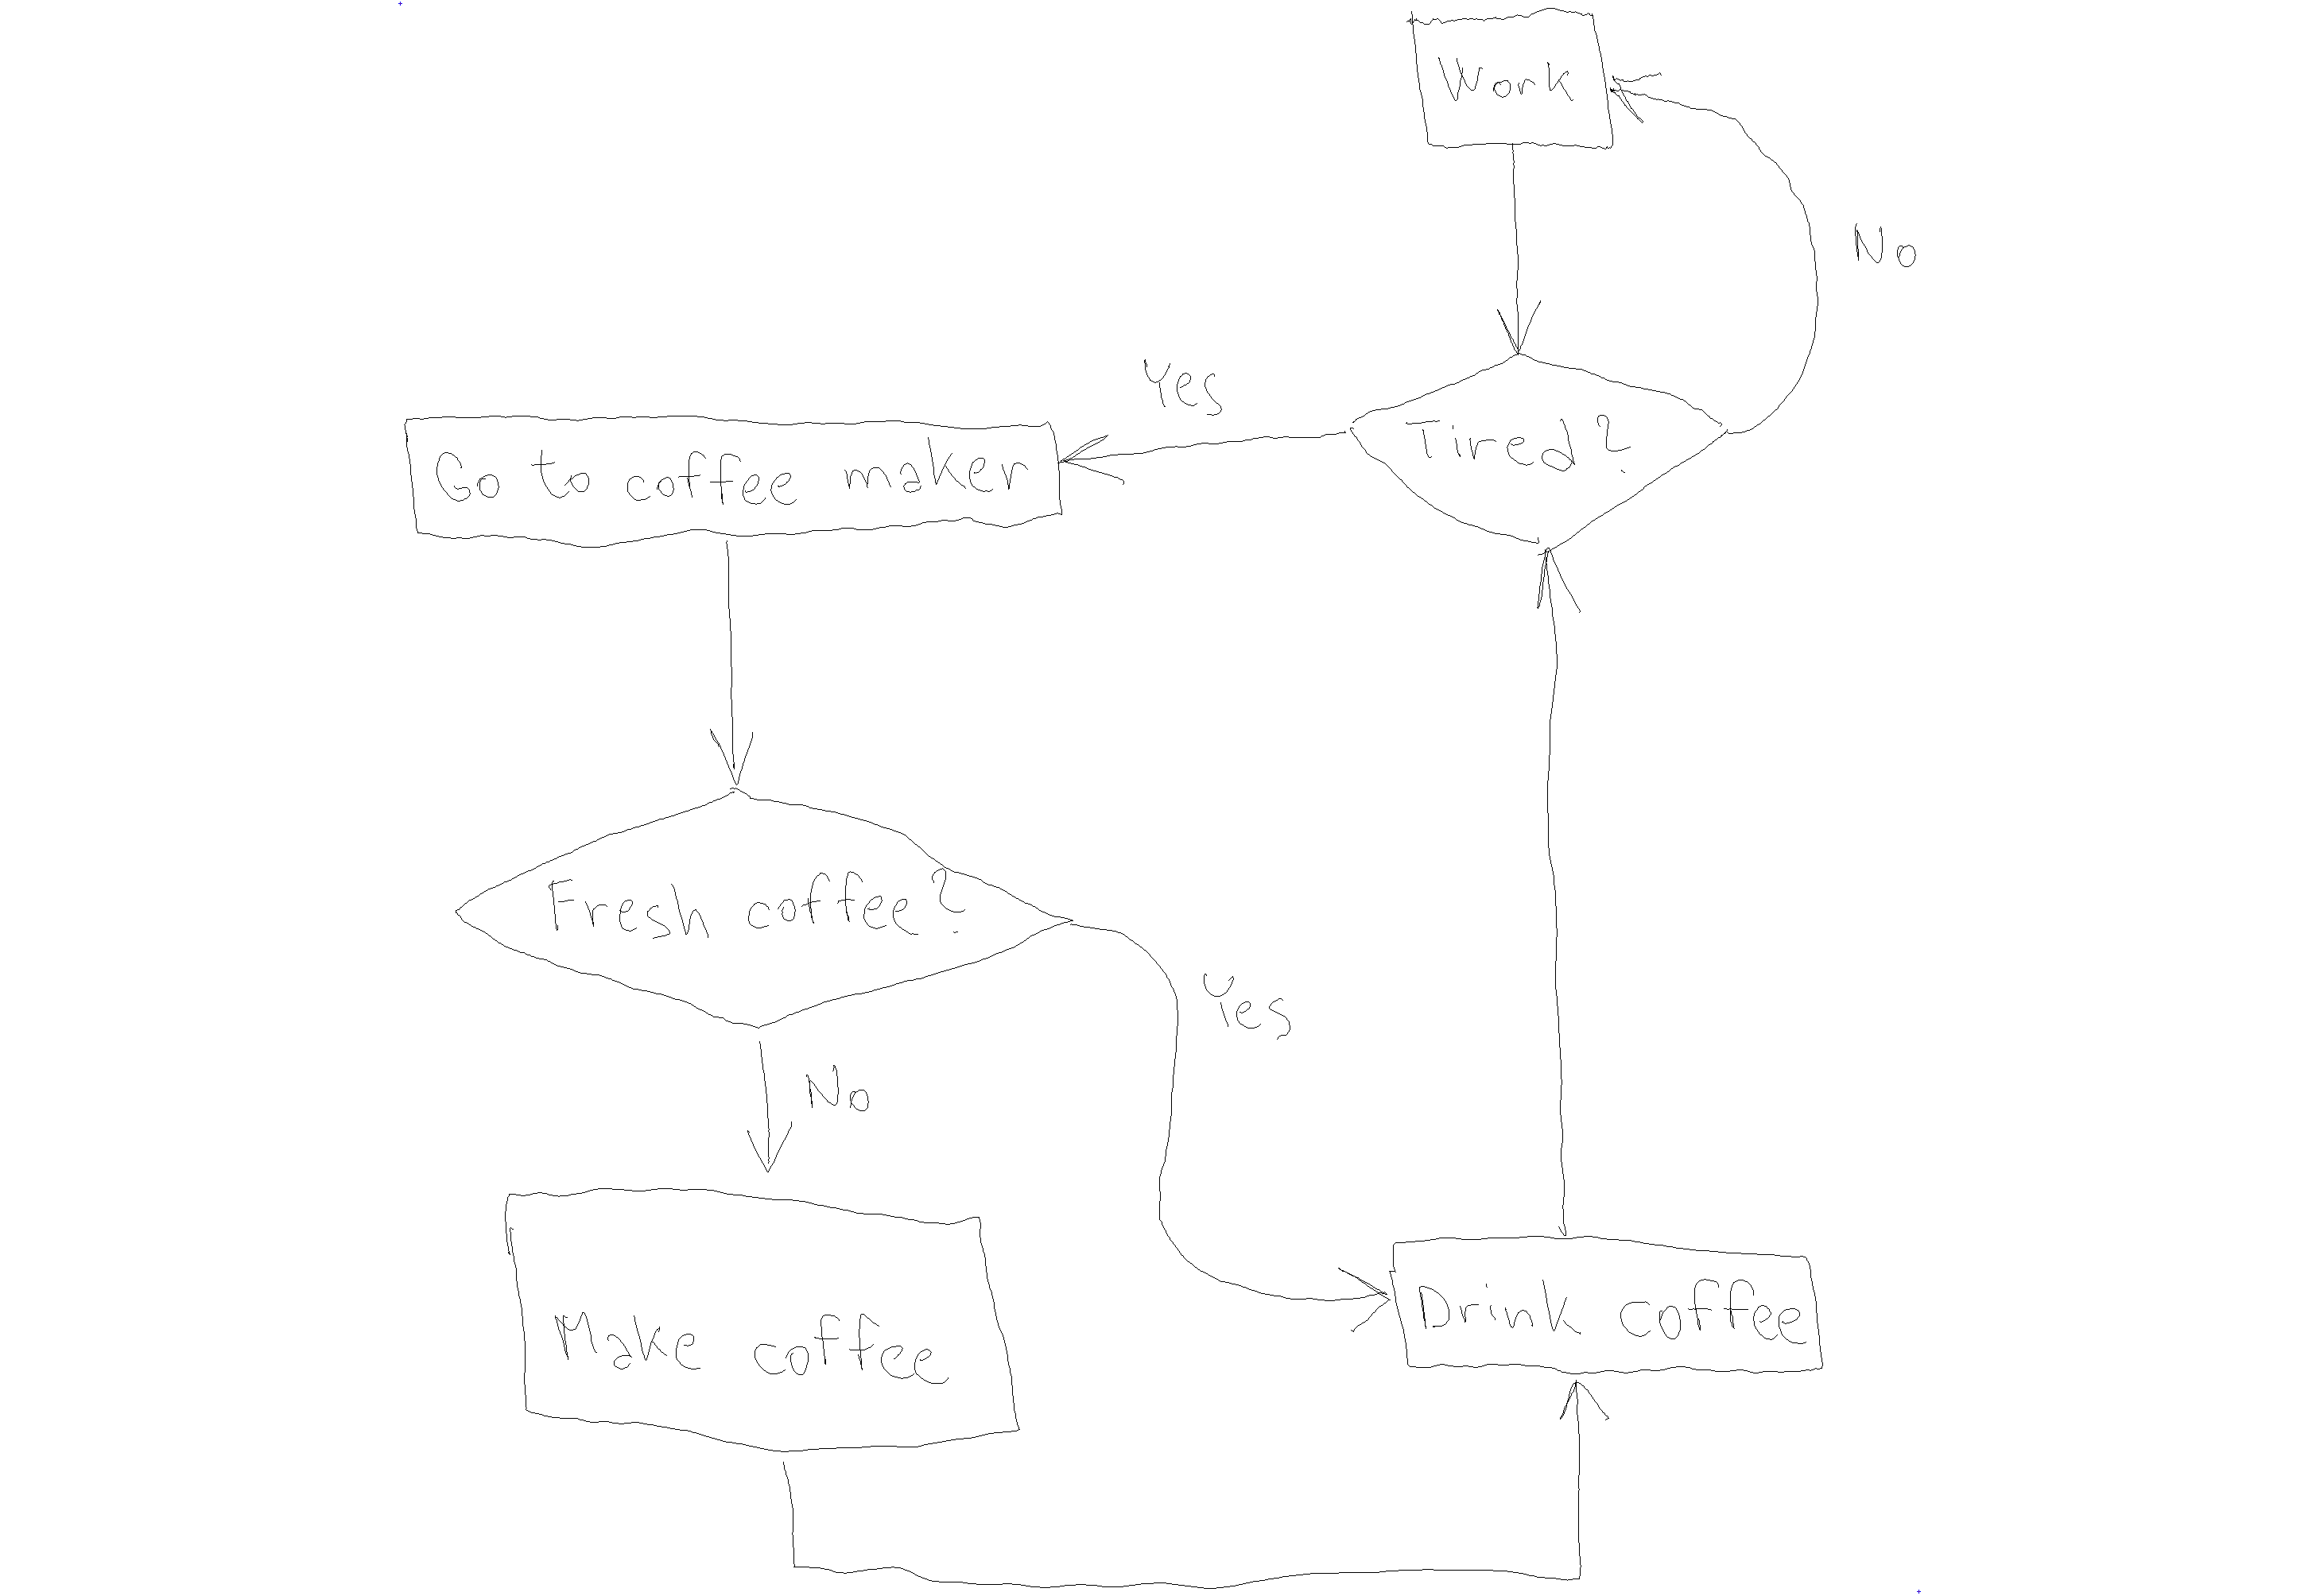 Work
No
Yes
Tired?
Go to coffee maker
Fresh coffee?
Yes
No
Make coffee
Drink coffee